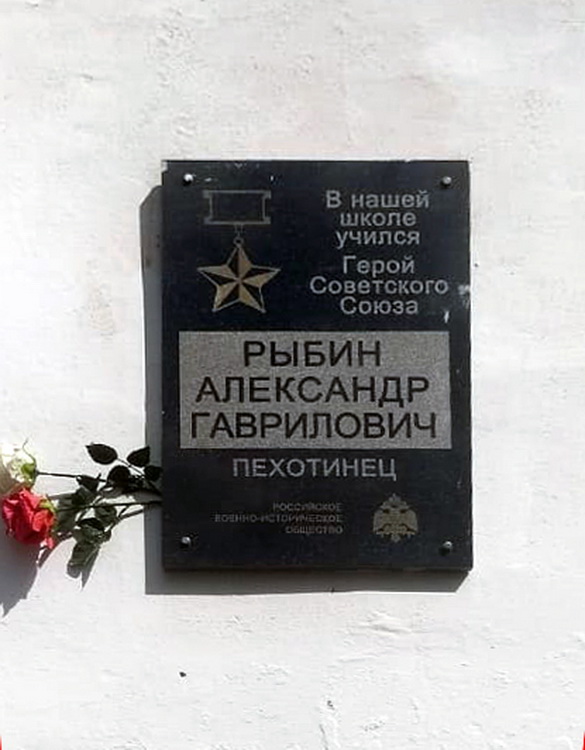 В нашей
школе
учился
Герой
Советского
Союза
РЫБИН
АЛЕКСАНДР
ГАВРИЛОВИЧ
ПЕХОТИНЕЦ
РОССИЙСКОЕ
ВОЕННО-ИСТОРИЧЕСКОЕ
ОБЩЕСТВО